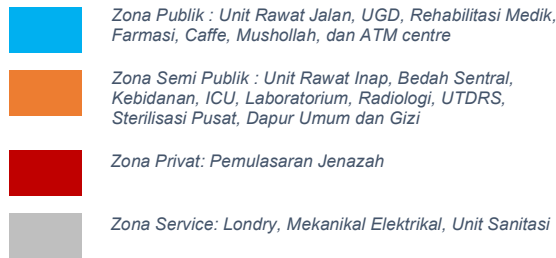 Zona Publik : Unit Rawat Jalan, UGD, Rehabilitasi Medik,
Farmasi, Caffe, Mushollah, dan ATM centre
Zona Semi Publik : Unit Rawat Inap, Bedah Sentral,
Kebidanan, ICU, Laboratorium, Radiologi, UTDRS,
Sterilisasi Pusat, Dapur Umum dan Gizi
Zona Privat: Pemulasaran Jenazah
Zona Service: Londry, Mekanikal Elektrikal, Unit Sanitasi